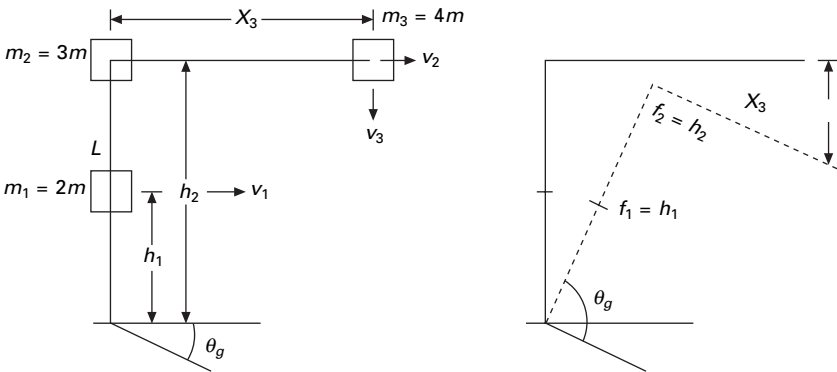 X₃
m₃ = 4m
m₂ = 3m
v₂
v₃
L
m₁ = 2m
h₂
v₁
h₁
θg
X₃
f₂ = h₂
f₁ = h₁
θg